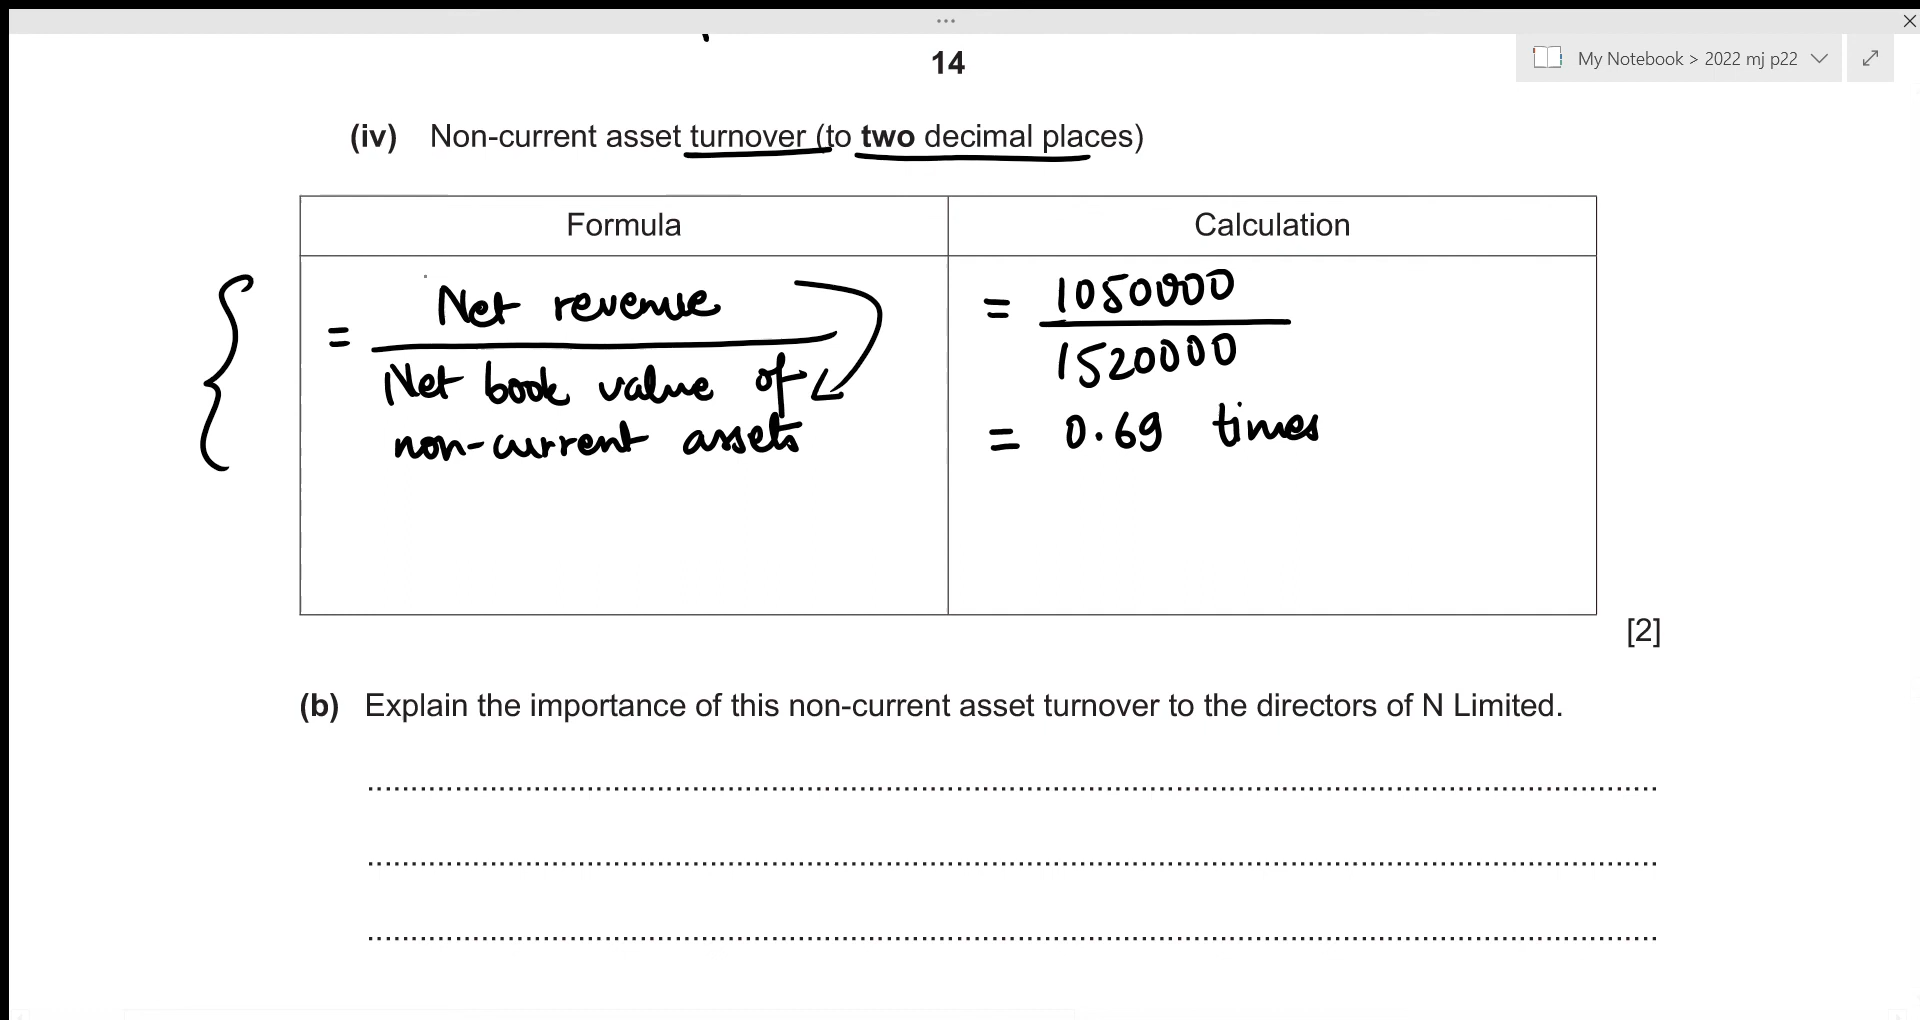 14
My Notebook > 2022 mj p22
(iv) Non-current asset turnover (to two decimal places)
Formula
Calculation
= Net revenue
Net book value of
non-current assets
= 1050000
1520000
= 0.69 times
[2]
(b) Explain the importance of this non-current asset turnover to the directors of N Limited.